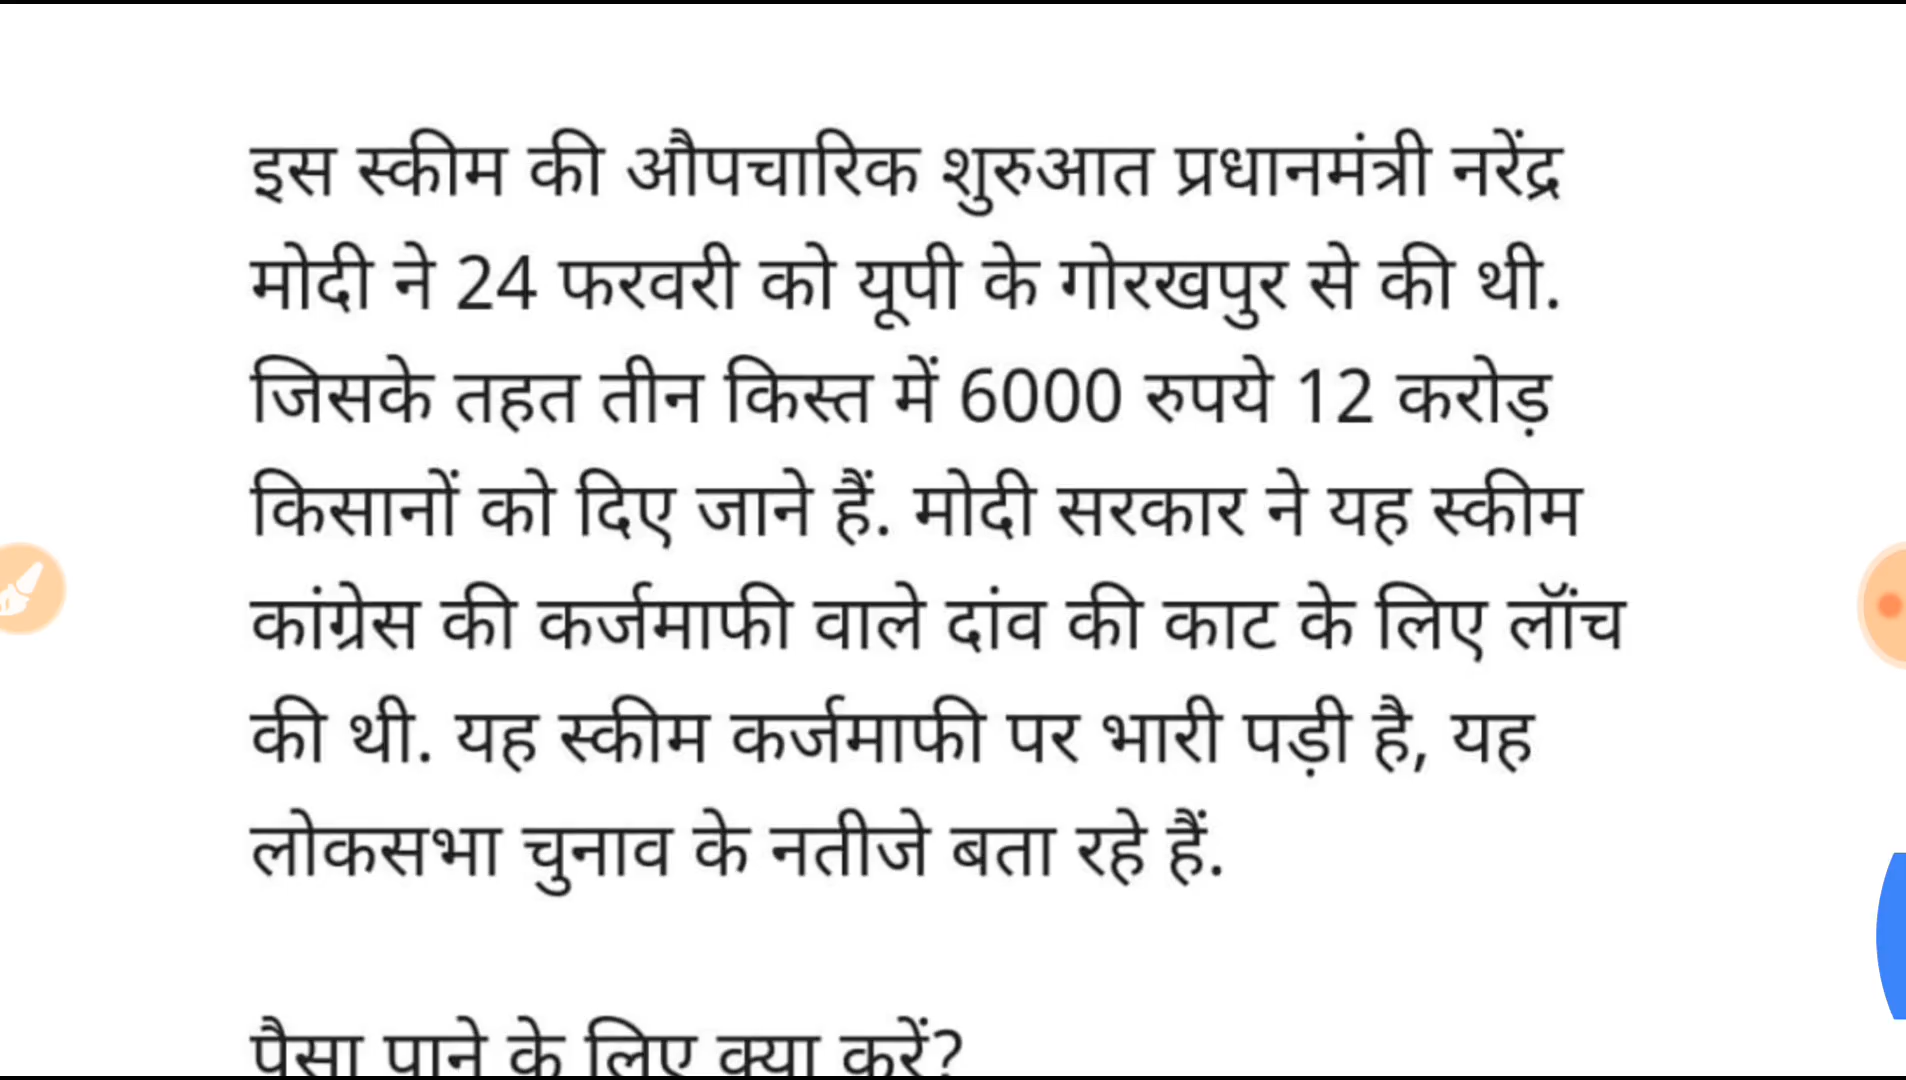 इस स्कीम की औपचारिक शुरुआत प्रधानमंत्री नरेंद्र
मोदी ने 24 फरवरी को यूपी के गोरखपुर से की थी.
जिसके तहत तीन किस्त में 6000 रुपये 12 करोड़
किसानों को दिए जाने हैं. मोदी सरकार ने यह स्कीम
कांग्रेस की कर्जमाफी वाले दांव की काट के लिए लॉंच
की थी. यह स्कीम कर्जमाफी पर भारी पड़ी है, यह
लोकसभा चुनाव के नतीजे बता रहे हैं.
पैसा पाने के लिए क्या करें?